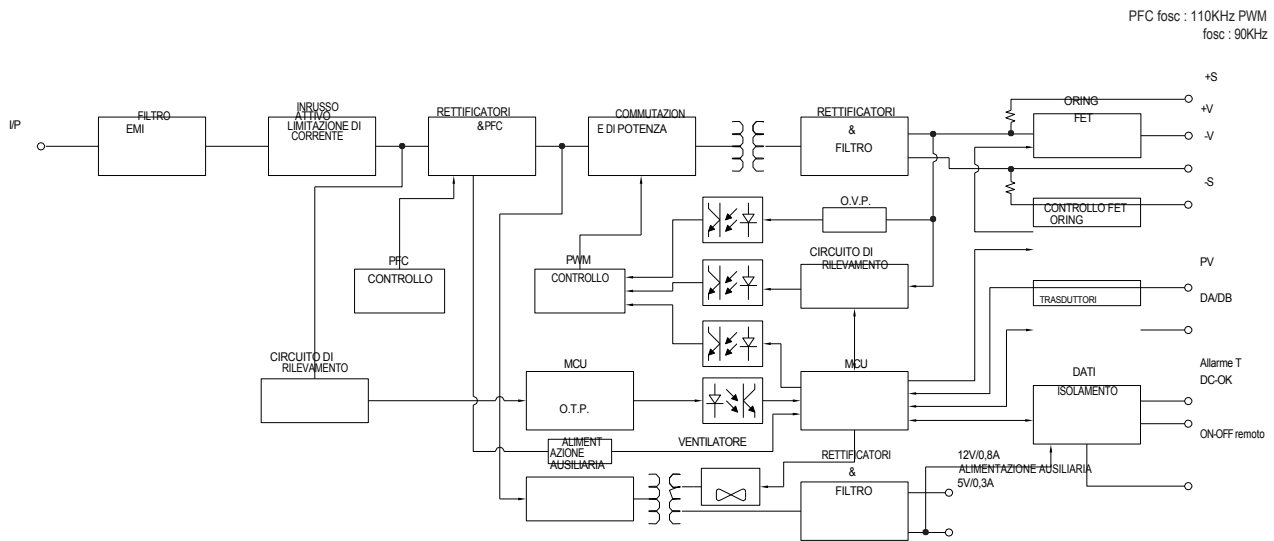 PFC fosc : 110KHz PWM
fosc : 90KHz
I/P
FILTRO
EMI
INRUSSO
ATTIVO
LIMITAZIONE DI
CORRENTE
RETTIFICATORI
&PFC
COMMUTAZION
E DI POTENZA
RETTIFICATORI
&
FILTRO
ORING
FET
+S
+V
-V
-S
CONTROLLO FET
ORING
O.V.P.
PFC
CONTROLLO
PWM
CONTROLLO
CIRCUITO DI
RILEVAMENTO
TRASDUTTORI
PV
DA/DB
CIRCUITO DI
RILEVAMENTO
MCU
O.T.P.
MCU
DATI
ISOLAMENTO
Allarme T
DC-OK
ON-OFF remoto
ALIMENT
AZIONE
AUSILIARIA
VENTILATORE
RETTIFICATORI
&
FILTRO
12V/0,8A
ALIMENTAZIONE AUSILIARIA
5V/0,3A